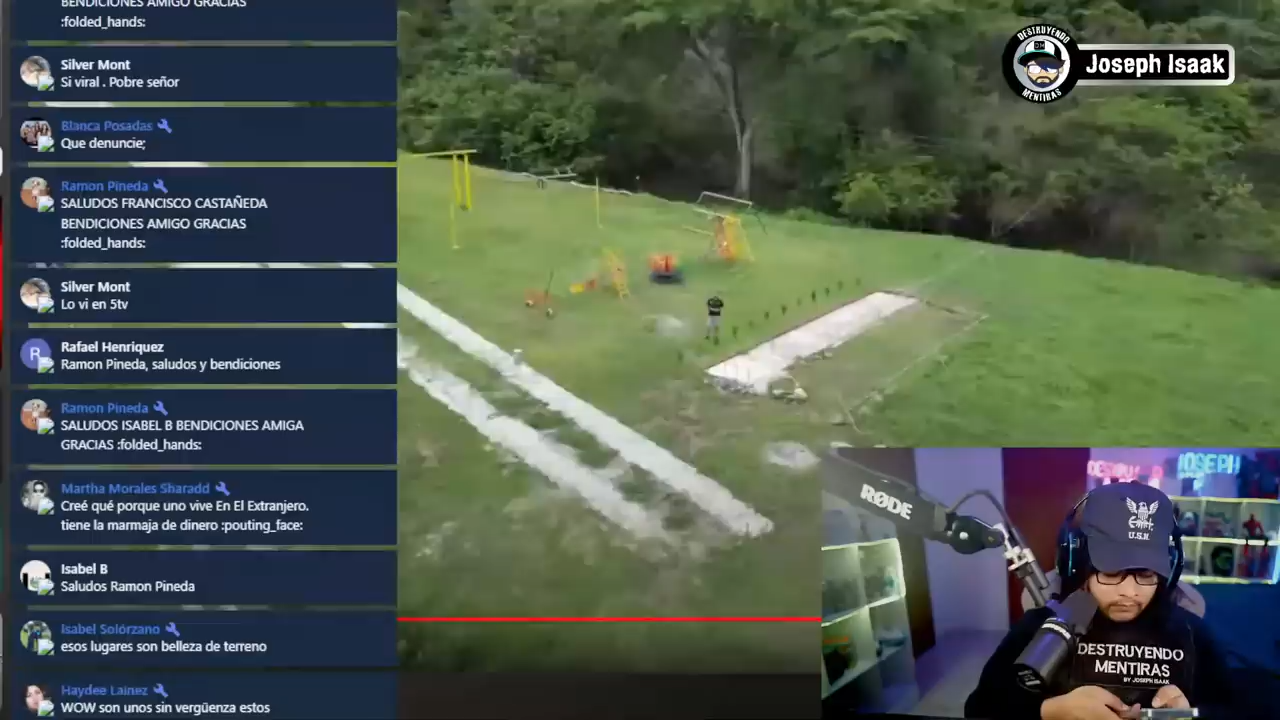 BENDICIONES AMIGO GRACIAS
:folded_hands:
Silver Mont
Si viral . Pobre señor
Blanca Posadas
Que denuncie;
Ramon Pineda
SALUDOS FRANCISCO CASTAÑEDA
BENDICIONES AMIGO GRACIAS
:folded_hands:
Silver Mont
Lo vi en 5tv
R
Rafael Henriquez
Ramon Pineda, saludos y bendiciones
Ramon Pineda
SALUDOS ISABEL B BENDICIONES AMIGA
GRACIAS :folded_hands:
Martha Morales Sharadd
Creé qué porque uno vive En El Extranjero.
tiene la marmaja de dinero :pouting_face:
Isabel B
Saludos Ramon Pineda
Isabel Solórzano
esos lugares son belleza de terreno
Haydee Lainez
WOW son unos sin vergüenza estos
DESTRUYENDO
DM
MENTIRAS
Joseph Isaak
RØDE
JOSEPH
U.S.N.
DESTRUYENDO
MENTIRAS
BY JOSEPH ISAAK